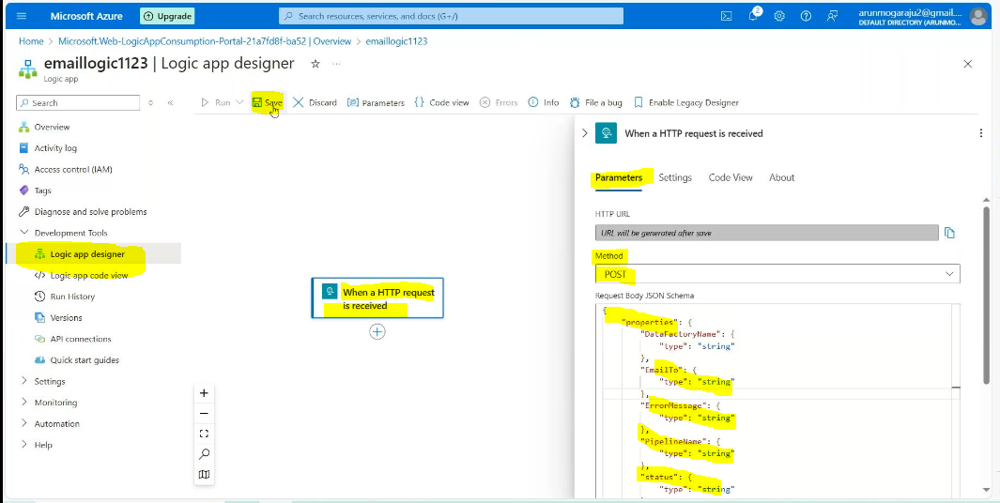 Microsoft Azure
Upgrade
Search resources, services, and docs (G+/)
2
arunmogaraju2@gmail....
DEFAULT DIRECTORY (ARUNMO...
Home > Microsoft.Web-LogicAppConsumption-Portal-21a7fd8f-ba52 | Overview > emaillogic1123
emaillogic1123 | Logic app designer
Logic app
Search
Run
Save
Discard
Parameters
Code view
Errors
Info
File a bug
Enable Legacy Designer
Overview
Activity log
Access control (IAM)
Tags
Diagnose and solve problems
Development Tools
Logic app designer
Logic app code view
Run History
Versions
API connections
Quick start guides
Settings
Monitoring
Automation
Help
When a HTTP request
is received
When a HTTP request is received
Parameters
Settings
Code View
About
HTTP URL
URL will be generated after save
Method
POST
Request Body JSON Schema
{
"properties": {
"DataFactoryName": {
"type": "string"
},
"EmailTo": {
"type": "string"
},
"ErrorMessage": {
"type": "string"
},
"PipelineName": {
"type": "string"
},
"status": {
"type": "string"